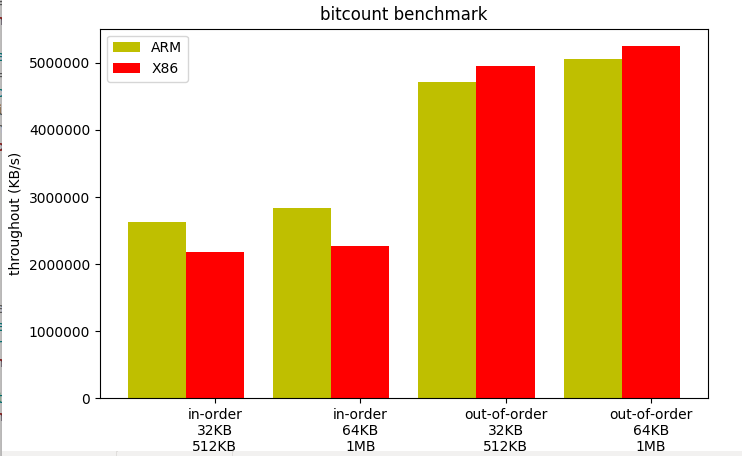 bitcount benchmark
ARM
X86
throughout (KB/s)
5000000
4000000
3000000
2000000
1000000
0
in-order
32KB
512KB
in-order
64KB
1MB
out-of-order
32KB
512KB
out-of-order
64KB
1MB